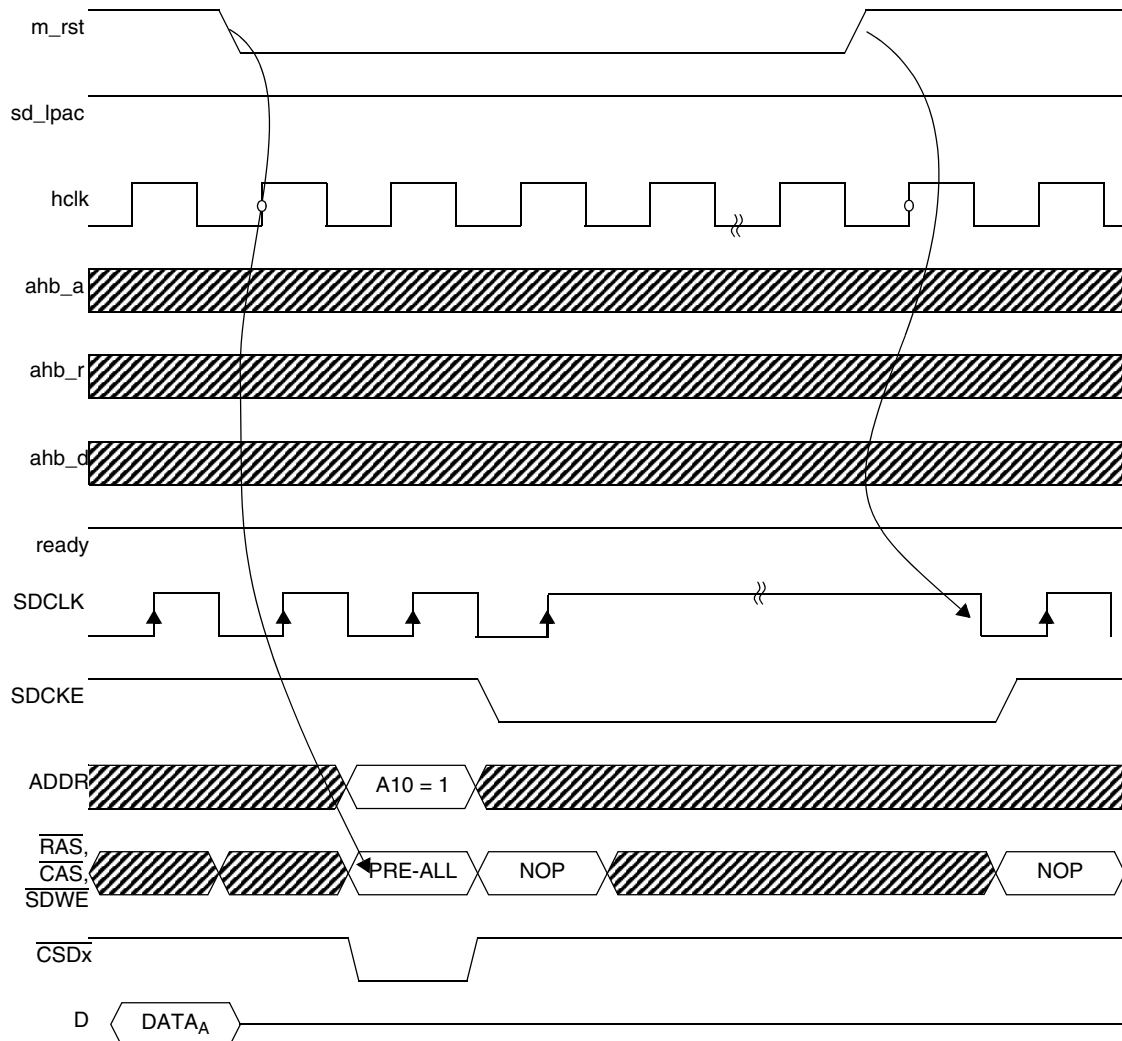 m_rst
sd_lpac
hclk
ahb_a
ahb_r
ahb_d
ready
SDCLK
SDCKE
ADDR
A10 = 1
RAS,
CAS,
SDWE
PRE-ALL
NOP
NOP
CSDx
D
DATAA